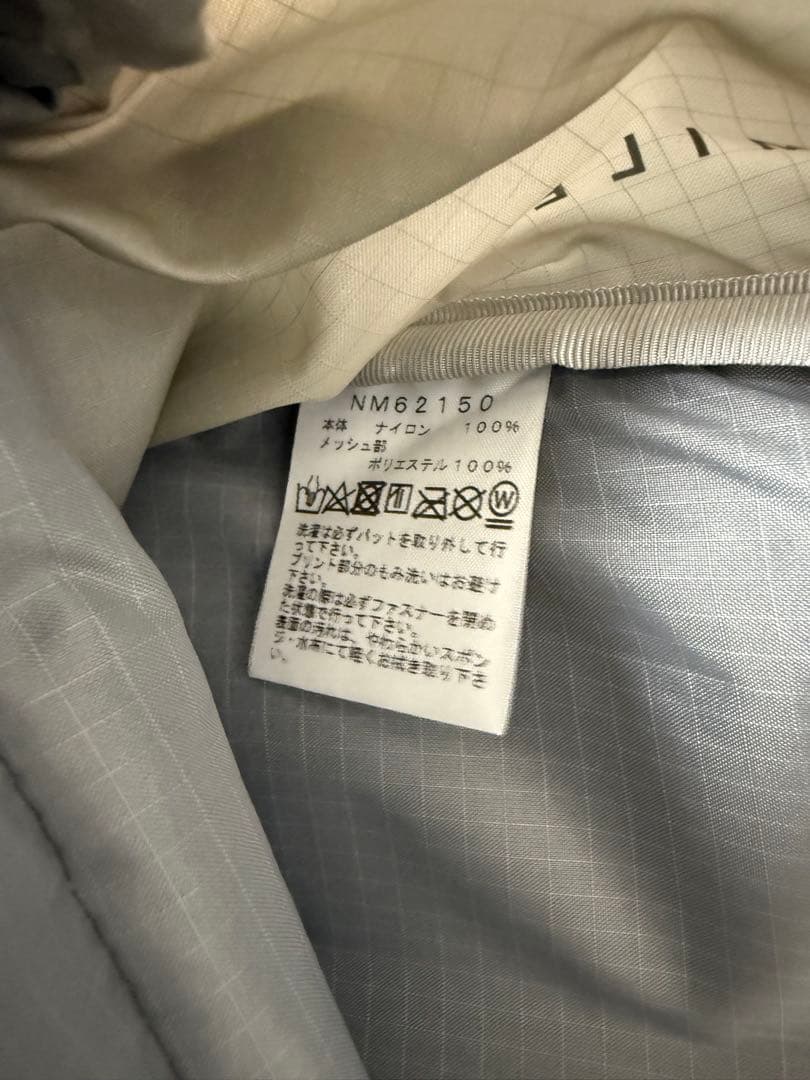 NM62150
本体 ナイロン 100%
メッシュ部
ポリエステル100%
W
洗濯は必ずパットを取り外して行
って下さい。
プリント部分のもみ洗いはお避け
下さい。
洗濯の際は必ずファスナーを閉め
た状態で行って下さい。
表面の汚れは、やわらかいスポン
ジ・水布にて軽くお拭き取り下さ
い。